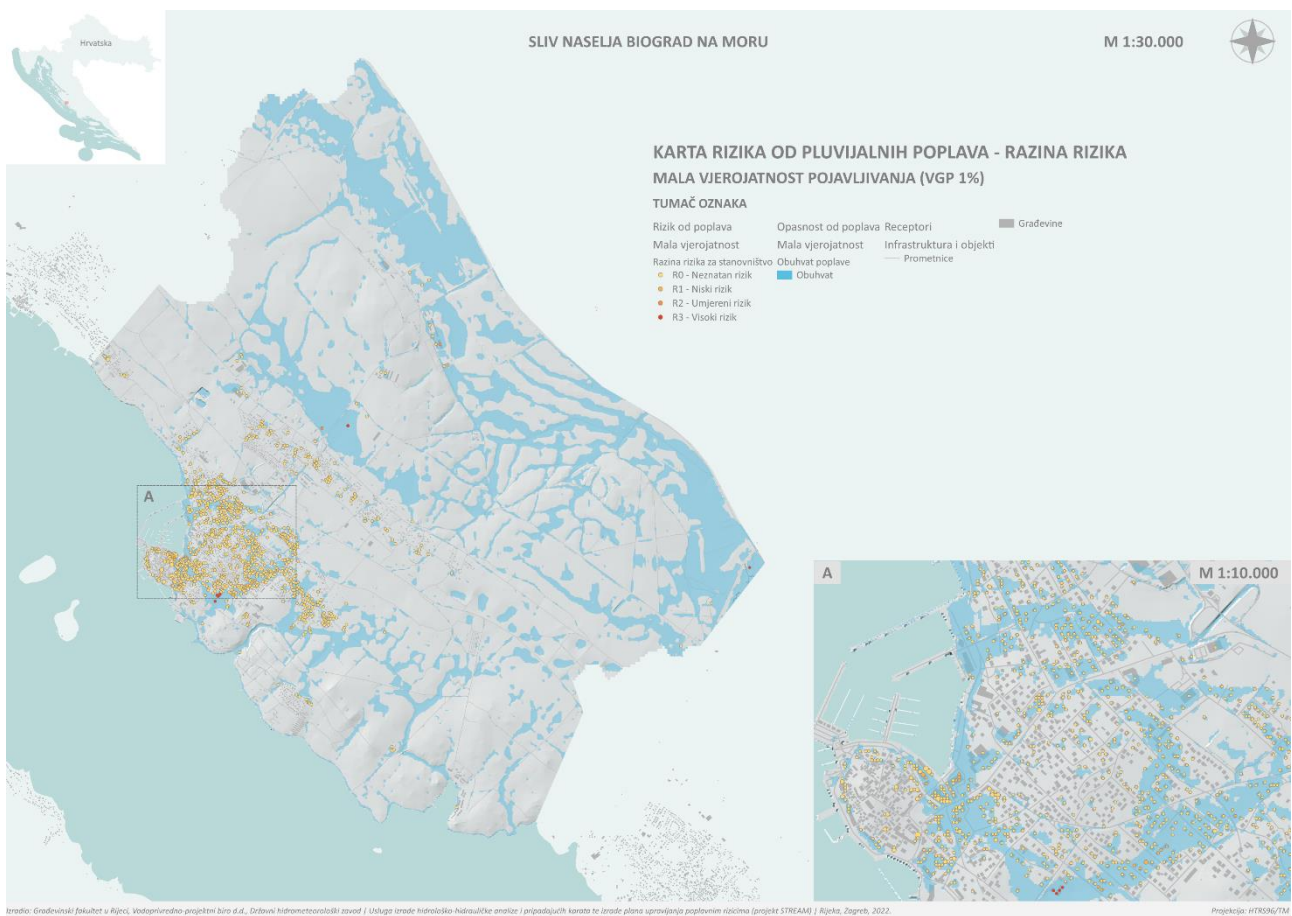 Hrvatska
SLIV NASELJA BIOGRAD NA MORU
M 1:30.000
KARTA RIZIKA OD PLUVIJALNIH POPLAVA - RAZINA RIZIKA
MALA VJEROJATNOST POJAVLJIVANJA (VGP 1%)
TUMAČ OZNAKA
Rizik od poplava
Mala vjerojatnost
Razina rizika za stanovništvo
R0 - Neznatan rizik
R1 - Niski rizik
R2 - Umjereni rizik
R3 - Visoki rizik
Opasnost od poplava
Mala vjerojatnost
Obuhvat poplave
Obuhvat
Receptori
Infrastruktura i objekti
Prometnice
Građevine
A
A
M 1:10.000
Izradio: Građevinski fakultet u Rijeci, Vodoprivredno-projektni biro d.d., Državni hidrometeorološki zavod | Usluga izrade hidrološko-hidrauličke analize i pripadajućih karata te izrade plana upravljanja poplavnim rizicima (projekt STREAM) | Rijeka, Zagreb, 2022.
Projekcija: HTRS96/TM